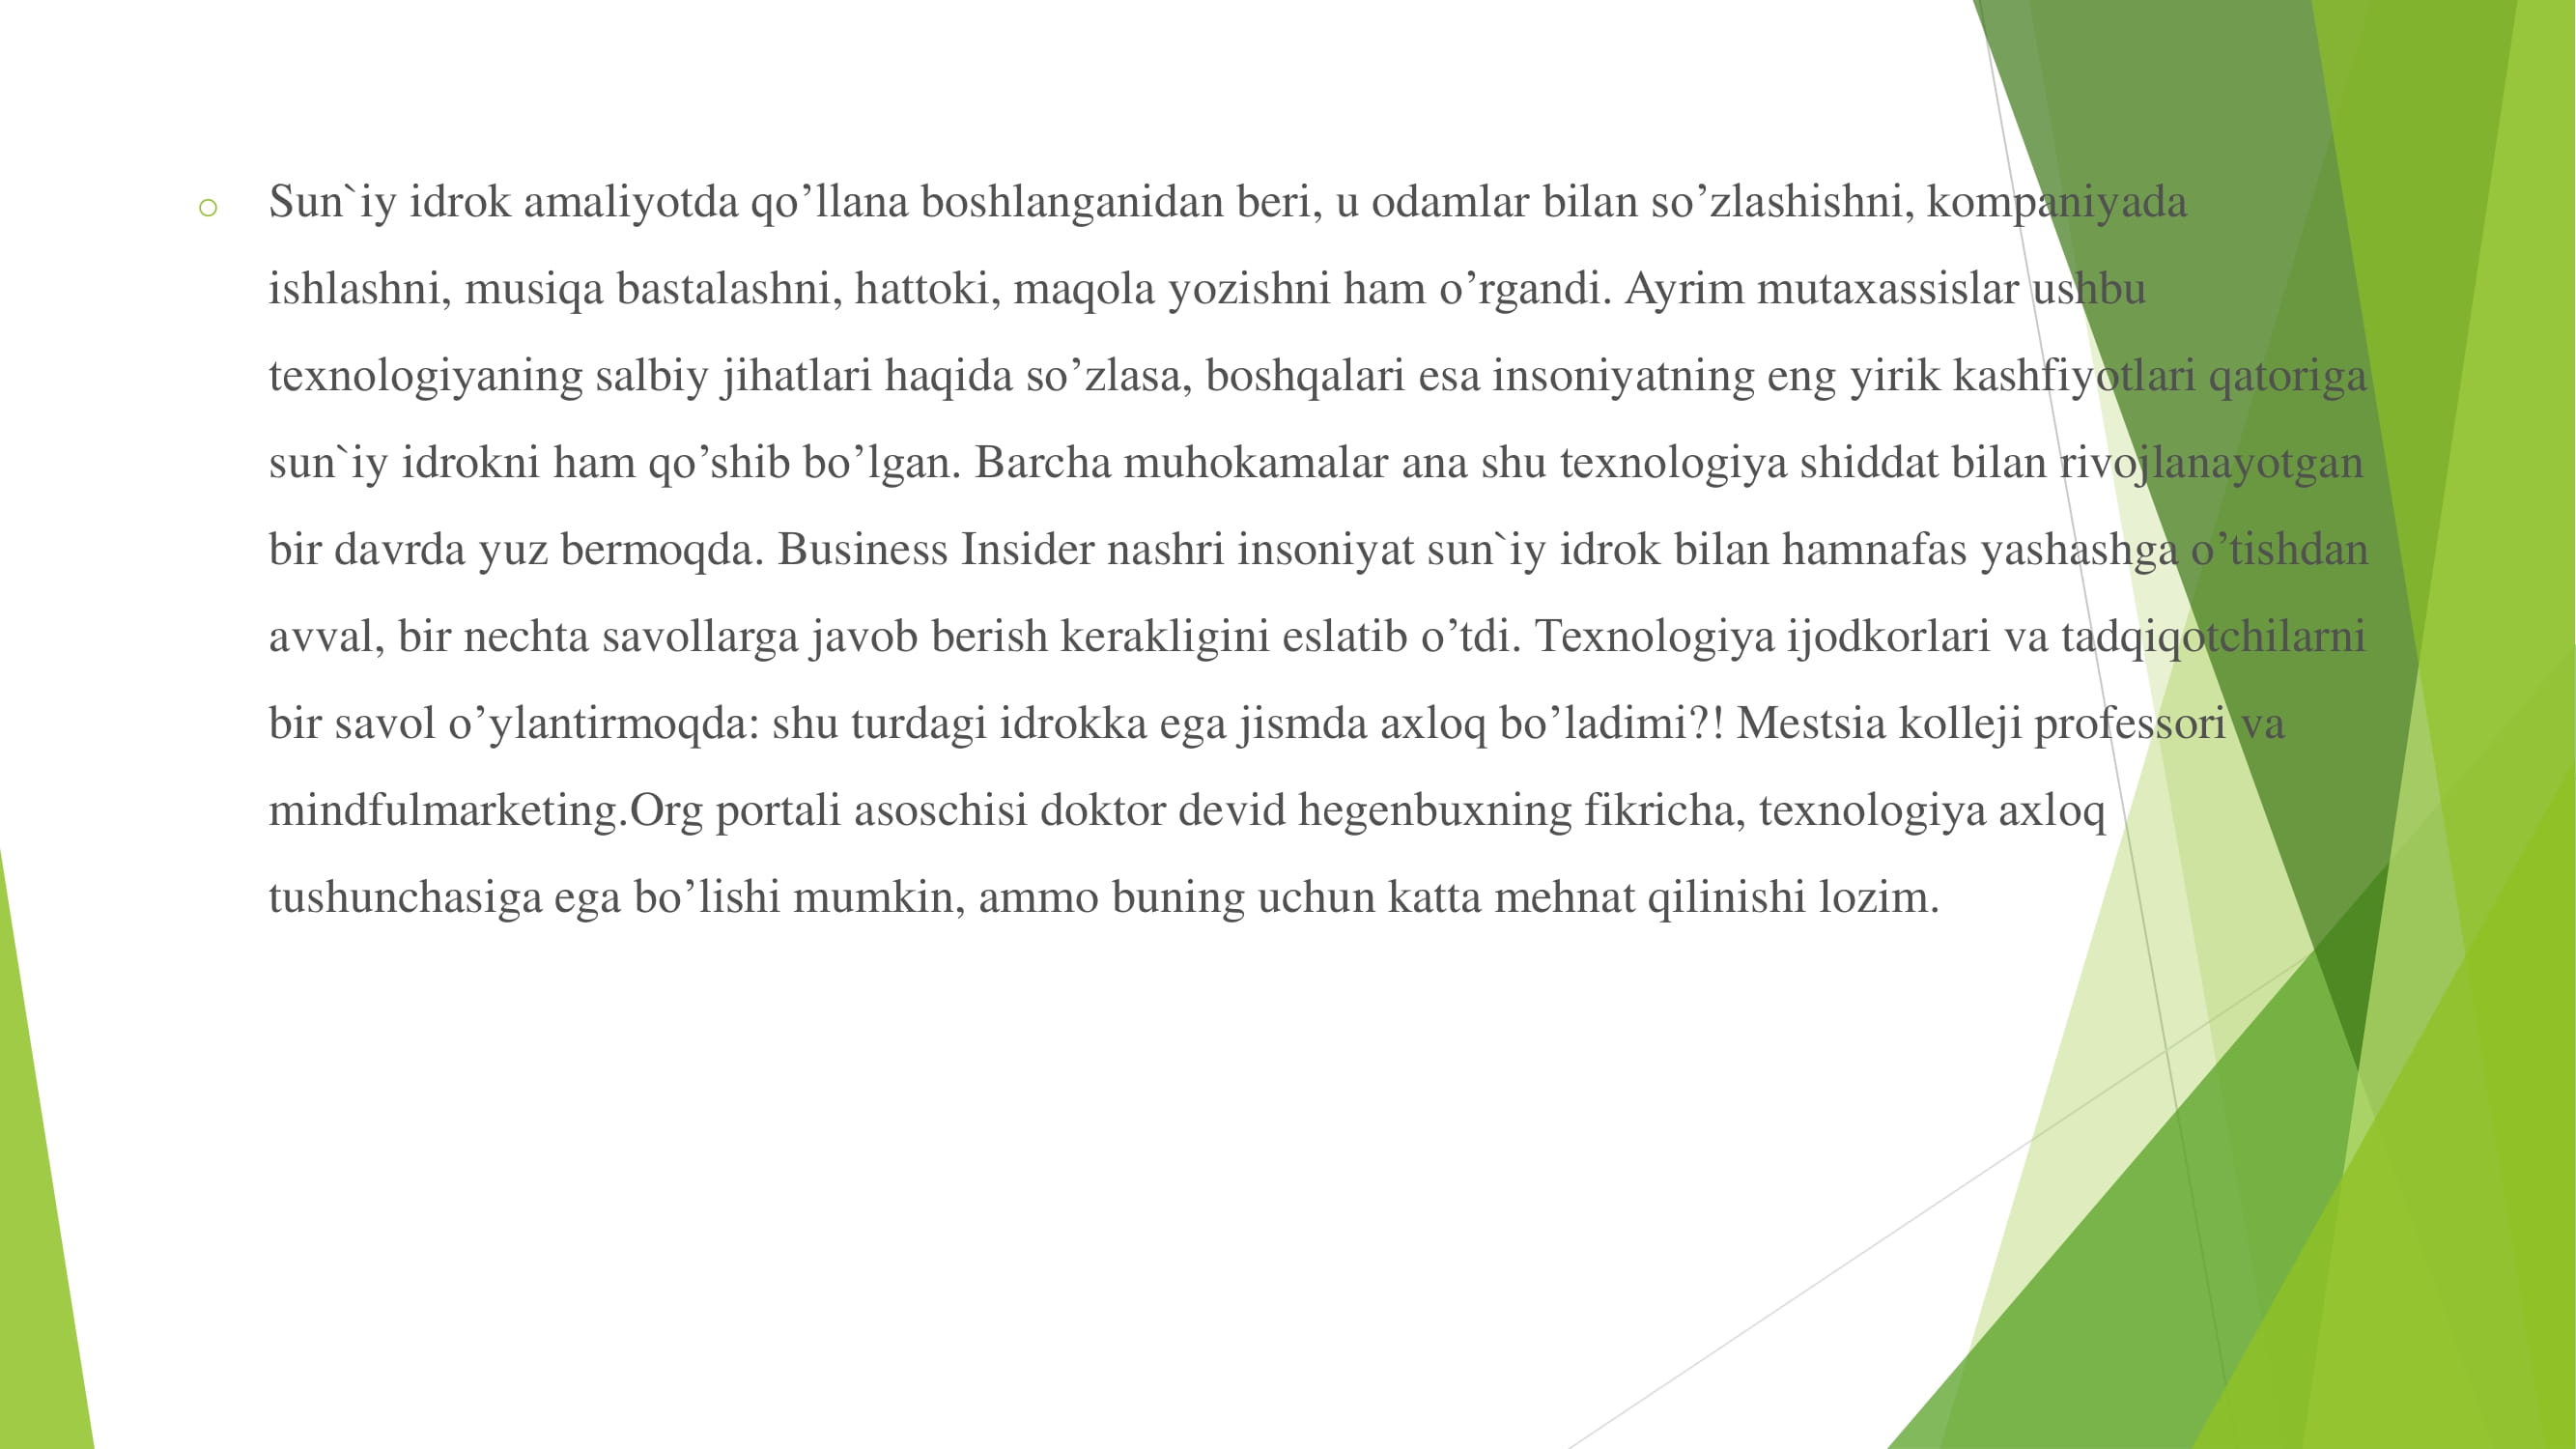 Sun`iy idrok amaliyotda qo’llana boshlanganidan beri, u odamlar bilan so’zlashishni, kompaniyada
ishlashni, musiqa bastalashni, hattoki, maqola yozishni ham o’rgandi. Ayrim mutaxassislar ushbu
texnologiyaning salbiy jihatlari haqida so’zlasa, boshqalari esa insoniyatning eng yirik kashfiyotlari qatoriga
sun`iy idrokni ham qo’shib bo’lgan. Barcha muhokamalar ana shu texnologiya shiddat bilan rivojlanayotgan
bir davrda yuz bermoqda. Business Insider nashri insoniyat sun`iy idrok bilan hamnafas yashashga o’tishdan
avval, bir nechta savollarga javob berish kerakligini eslatib o’tdi. Texnologiya ijodkorlari va tadqiqotchilarni
bir savol o’ylantirmoqda: shu turdagi idrokka ega jismda axloq bo’ladimi?! Mestsia kolleji professori va
mindfulmarketing.Org portali asoschisi doktor devid hegenbuxning fikricha, texnologiya axloq
tushunchasiga ega bo’lishi mumkin, ammo buning uchun katta mehnat qilinishi lozim.